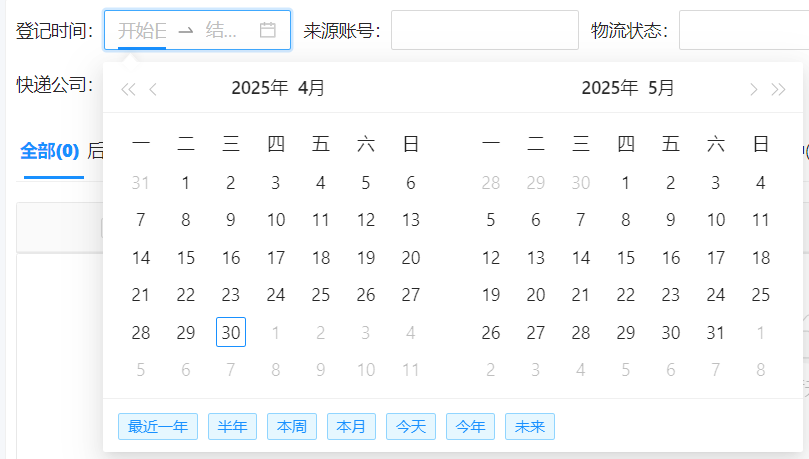 登记时间： 开始日 结... 来源账号： 物流状态：
快递公司：
2025年 4月 2025年 5月
全部(0) 后
一 二 三 四 五 六 日 一 二 三 四 五 六 日
31 1 2 3 4 5 6 28 29 30 1 2 3 4
7 8 9 10 11 12 13 5 6 7 8 9 10 11
14 15 16 17 18 19 20 12 13 14 15 16 17 18
21 22 23 24 25 26 27 19 20 21 22 23 24 25
28 29 30 1 2 3 4 26 27 28 29 30 31 1
5 6 7 8 9 10 11 2 3 4 5 6 7 8
最近一年 半年 本周 本月 今天 今年 未来